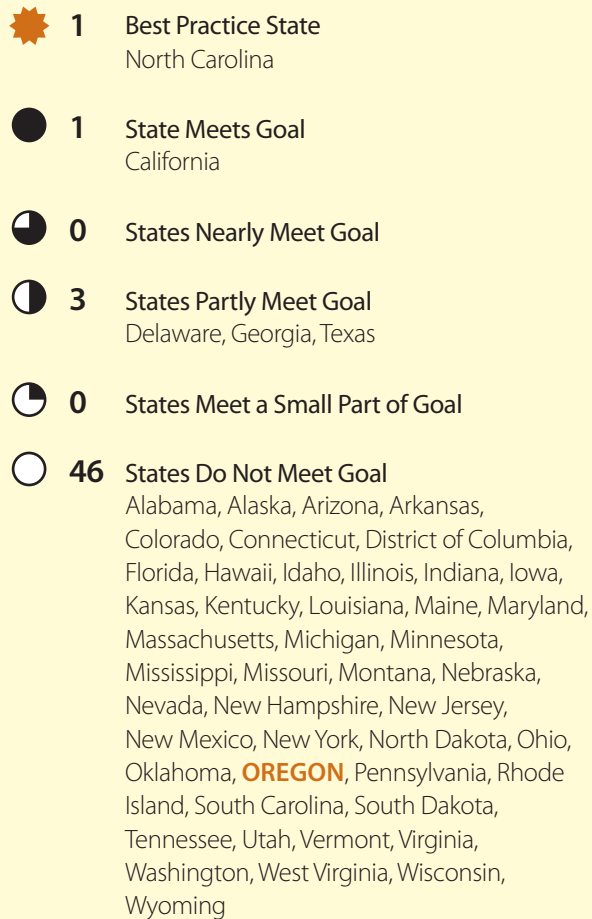 1 Best Practice State
North Carolina
1 State Meets Goal
California
0 States Nearly Meet Goal
3 States Partly Meet Goal
Delaware, Georgia, Texas
0 States Meet a Small Part of Goal
46 States Do Not Meet Goal
Alabama, Alaska, Arizona, Arkansas,
Colorado, Connecticut, District of Columbia,
Florida, Hawaii, Idaho, Illinois, Indiana, Iowa,
Kansas, Kentucky, Louisiana, Maine, Maryland,
Massachusetts, Michigan, Minnesota,
Mississippi, Missouri, Montana, Nebraska,
Nevada, New Hampshire, New Jersey,
New Mexico, New York, North Dakota, Ohio,
Oklahoma, OREGON, Pennsylvania, Rhode
Island, South Carolina, South Dakota,
Tennessee, Utah, Vermont, Virginia,
Washington, West Virginia, Wisconsin,
Wyoming